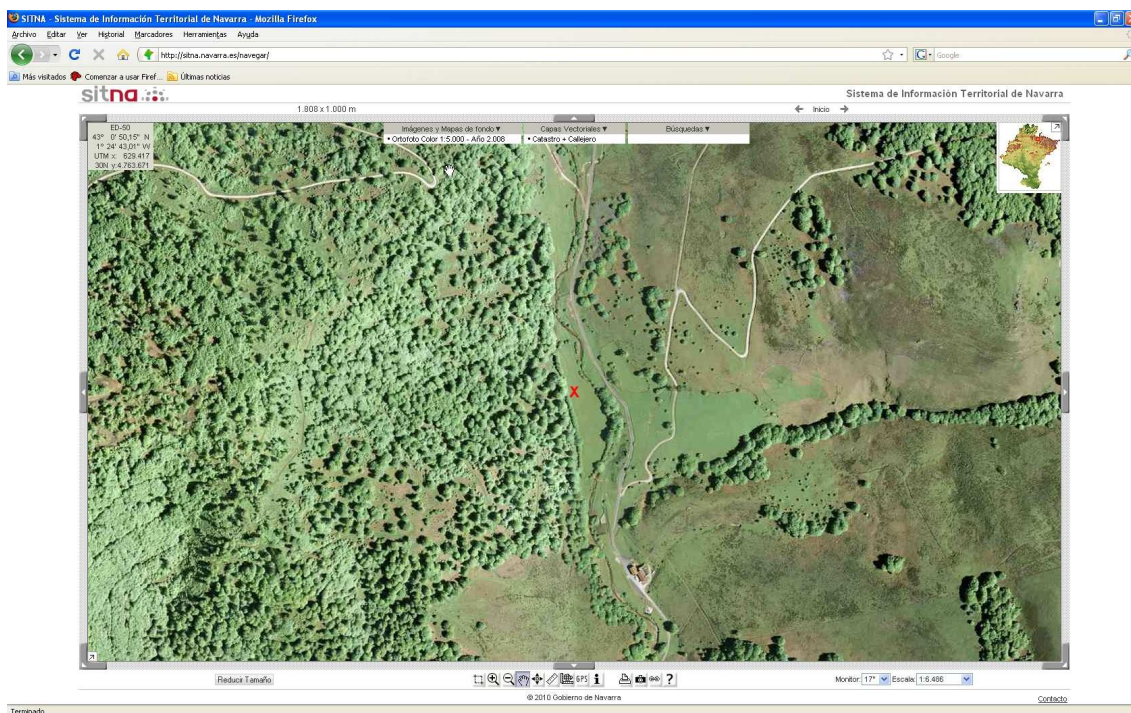 SITNA - Sistema de Información Territorial de Navarra - Mozilla Firefox
Archivo Editar Ver Historial Marcadores Herramientas Ayuda
http://sitna.navarra.es/navegar/
Google
Más visitados Comenzar a usar Firef... Últimas noticias
sitna
Sistema de Información Territorial de Navarra
1.808 x 1.000 m
Inicio
ED-50
43º 0' 50,15" N
1º 24' 43,01" W
UTM x: 629.417
30N y:4.763.671
Imágenes y Mapas de fondo ▼ Capas Vectoriales ▼ Búsquedas ▼
• Ortofoto Color 1:5.000 - Año 2.008 • Catastro + Callejero
X
Reducir Tamaño
GPS
Monitor: 17" Escala: 1:6.486
© 2010 Gobierno de Navarra
Contacto
Terminado